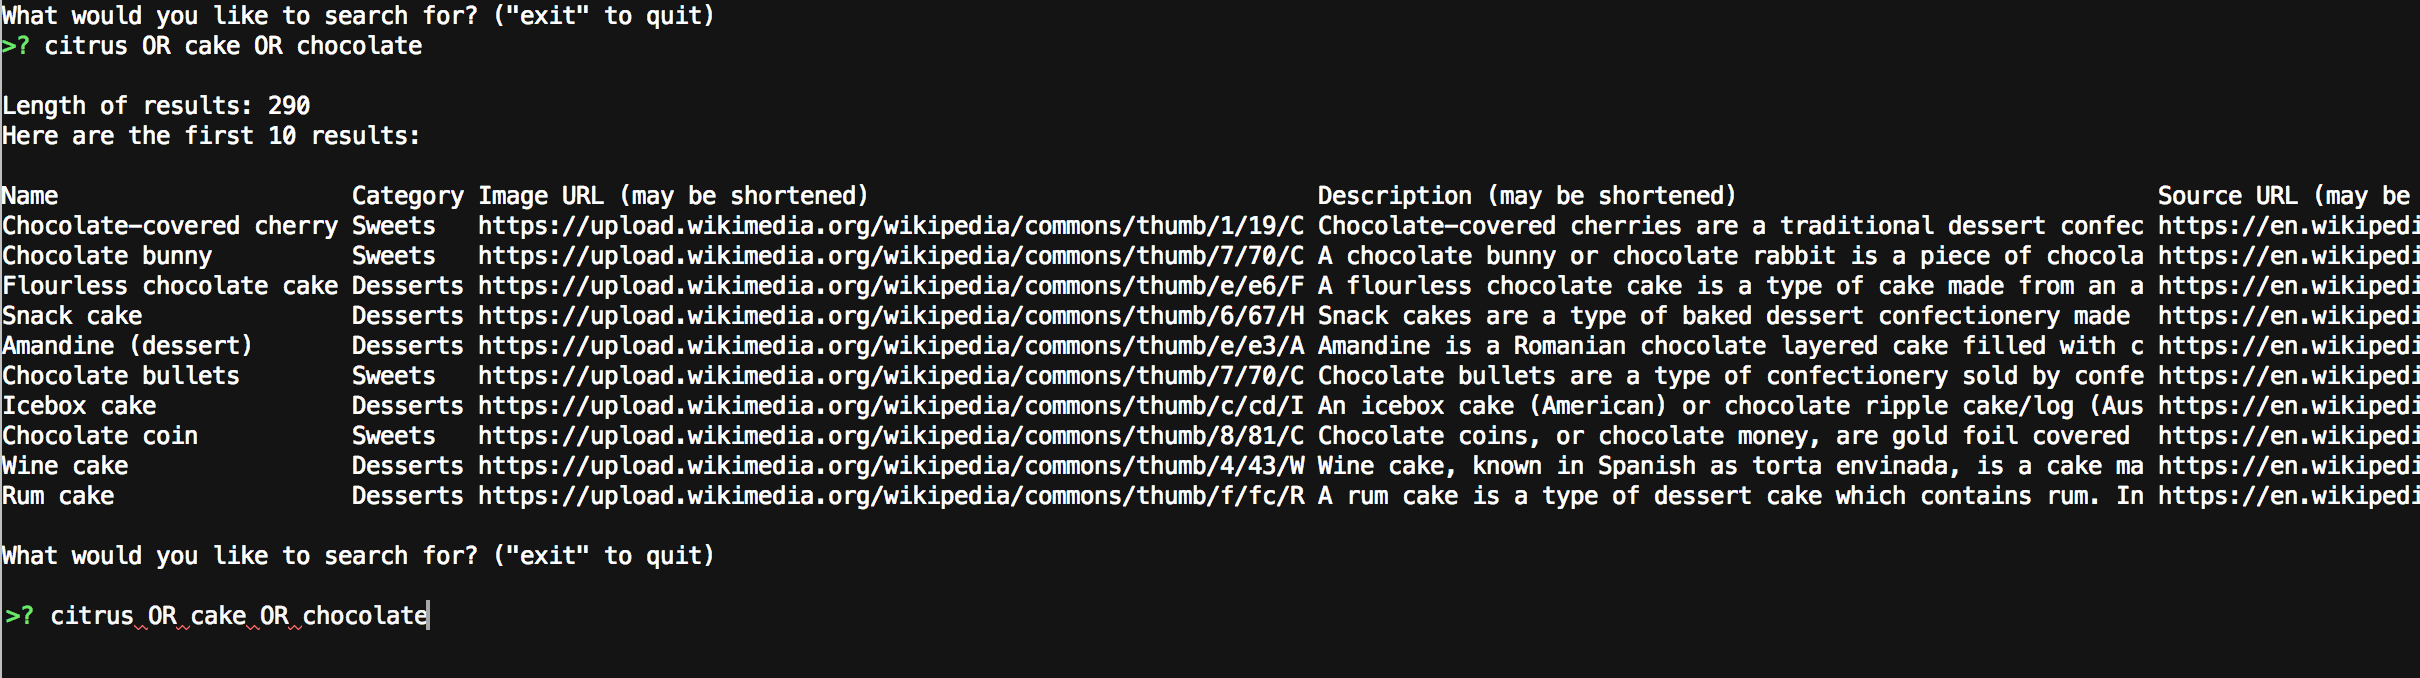 What would you like to search for? ("exit" to quit)
>? citrus OR cake OR chocolate
Length of results: 290
Here are the first 10 results:
Name Category Image URL (may be shortened) Description (may be shortened) Source URL (may be
Chocolate-covered cherry Sweets https://upload.wikimedia.org/wikipedia/commons/thumb/1/19/C Chocolate-covered cherries are a traditional dessert confec https://en.wikipedi
Chocolate bunny Sweets https://upload.wikimedia.org/wikipedia/commons/thumb/7/70/C A chocolate bunny or chocolate rabbit is a piece of chocola https://en.wikipedi
Flourless chocolate cake Desserts https://upload.wikimedia.org/wikipedia/commons/thumb/e/e6/F A flourless chocolate cake is a type of cake made from an a https://en.wikipedi
Snack cake Desserts https://upload.wikimedia.org/wikipedia/commons/thumb/6/67/H Snack cakes are a type of baked dessert confectionery made https://en.wikipedi
Amandine (dessert) Desserts https://upload.wikimedia.org/wikipedia/commons/thumb/e/e3/A Amandine is a Romanian chocolate layered cake filled with c https://en.wikipedi
Chocolate bullets Sweets https://upload.wikimedia.org/wikipedia/commons/thumb/7/70/C Chocolate bullets are a type of confectionery sold by confe https://en.wikipedi
Icebox cake Desserts https://upload.wikimedia.org/wikipedia/commons/thumb/c/cd/I An icebox cake (American) or chocolate ripple cake/log (Aus https://en.wikipedi
Chocolate coin Sweets https://upload.wikimedia.org/wikipedia/commons/thumb/8/81/C Chocolate coins, or chocolate money, are gold foil covered https://en.wikipedi
Wine cake Desserts https://upload.wikimedia.org/wikipedia/commons/thumb/4/43/W Wine cake, known in Spanish as torta envinada, is a cake ma https://en.wikipedi
Rum cake Desserts https://upload.wikimedia.org/wikipedia/commons/thumb/f/fc/R A rum cake is a type of dessert cake which contains rum. In https://en.wikipedi
What would you like to search for? ("exit" to quit)
>? citrus OR cake OR chocolate